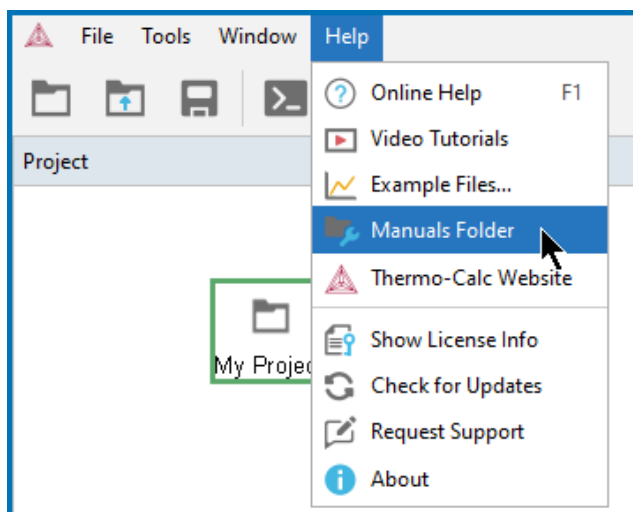 File Tools Window Help
Online Help F1
Video Tutorials
Project
Example Files...
Manuals Folder
Thermo-Calc Website
Show License Info
My Projec
Check for Updates
Request Support
About